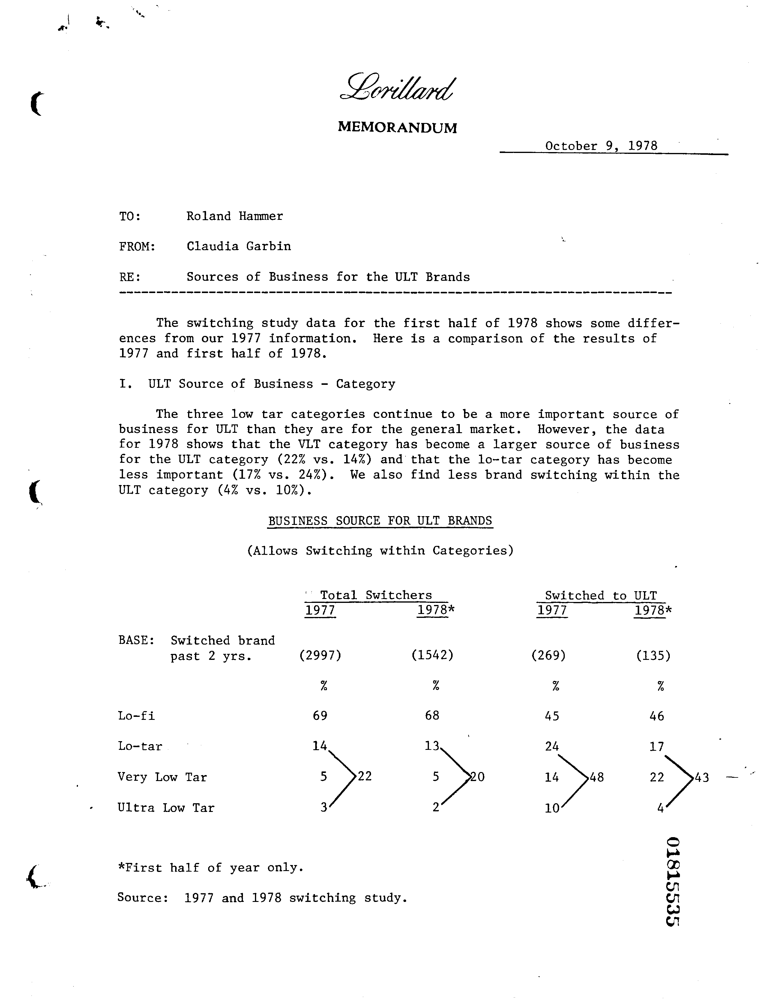 Lorillard
MEMORANDUM
October 9, 1978
TO: Roland Hammer
FROM: Claudia Garbin
RE: Sources of Business for the ULT Brands
The switching study data for the first half of 1978 shows some differ-
ences from our 1977 information. Here is a comparison of the results of
1977 and first half of 1978.
I. ULT Source of Business - Category
The three low tar categories continue to be a more important source of
business for ULT than they are for the general market. However, the data
for 1978 shows that the VLT category has become a larger source of business
for the ULT category (22% vs. 14%) and that the lo-tar category has become
less important (17% vs. 24%). We also find less brand switching within the
ULT category (4% vs. 10%).
BUSINESS SOURCE FOR ULT BRANDS
(Allows Switching within Categories)
Total Switchers Switched to ULT
1977 1978* 1977 1978*
BASE: Switched brand
past 2 yrs. (2997) (1542) (269) (135)
% % % %
Lo-fi 69 68 45 46
Lo-tar 14 13 24 17
Very Low Tar 5 22 5 20 14 48 22 43
Ultra Low Tar 3 2 10 4
*First half of year only.
Source: 1977 and 1978 switching study.
01815535